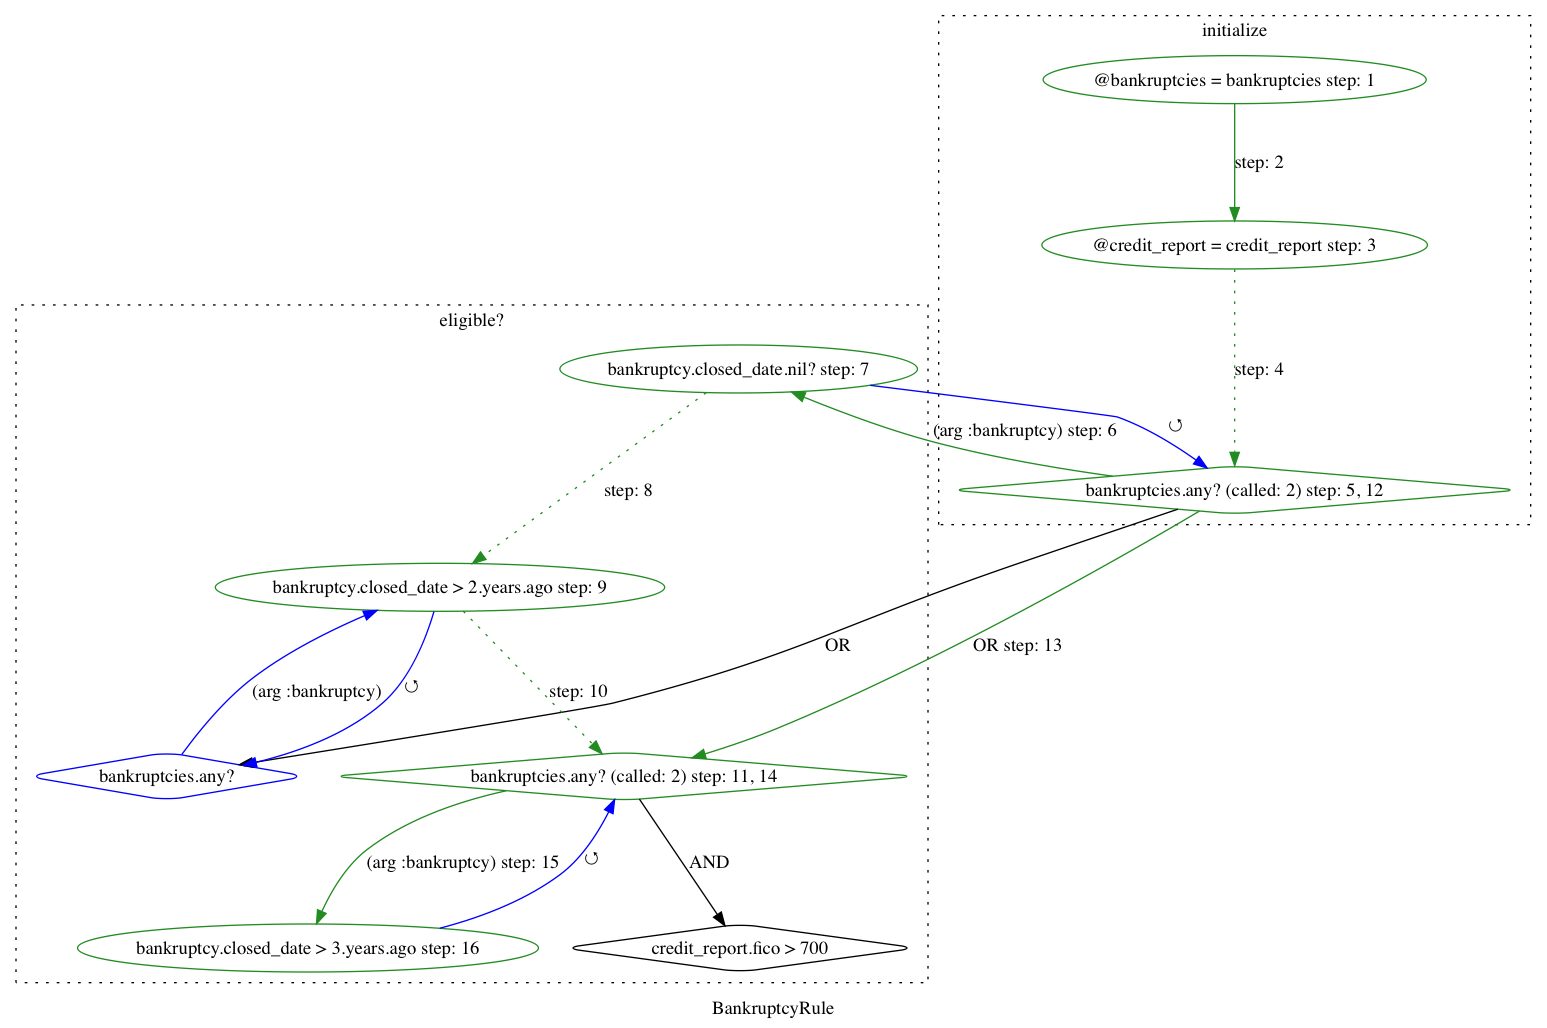 initialize
@bankruptcies = bankruptcies step: 1
step: 2
@credit_report = credit_report step: 3
eligible?
bankruptcy.closed_date.nil? step: 7
step: 4
↺
(arg :bankruptcy) step: 6
step: 8
bankruptcies.any? (called: 2) step: 5, 12
bankruptcy.closed_date > 2.years.ago step: 9
OR
OR step: 13
(arg :bankruptcy)
↺
step: 10
bankruptcies.any?
bankruptcies.any? (called: 2) step: 11, 14
(arg :bankruptcy) step: 15
↺
AND
bankruptcy.closed_date > 3.years.ago step: 16
credit_report.fico > 700
BankruptcyRule